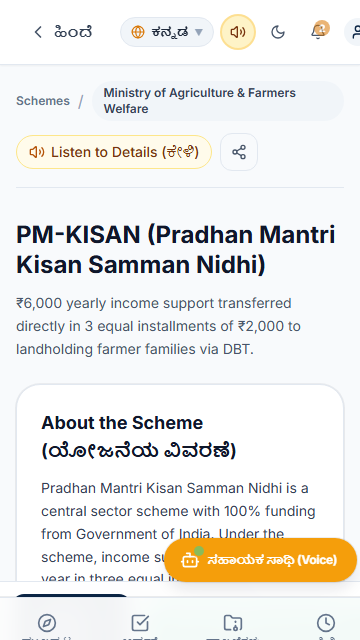 ಹಿಂದೆ
ಕನ್ನಡ
Schemes / Ministry of Agriculture & Farmers
Welfare
Listen to Details (ಕೇಳಿ)
PM-KISAN (Pradhan Mantri
Kisan Samman Nidhi)
₹6,000 yearly income support transferred
directly in 3 equal installments of ₹2,000 to
landholding farmer families via DBT.
About the Scheme
(ಯೋಜನೆಯ ವಿವರಣೆ)
Pradhan Mantri Kisan Samman Nidhi is a
central sector scheme with 100% funding
from Government of India. Under the
scheme, income
year in three equal
ಸಹಾಯಕ ಸಾಥಿ (Voice)